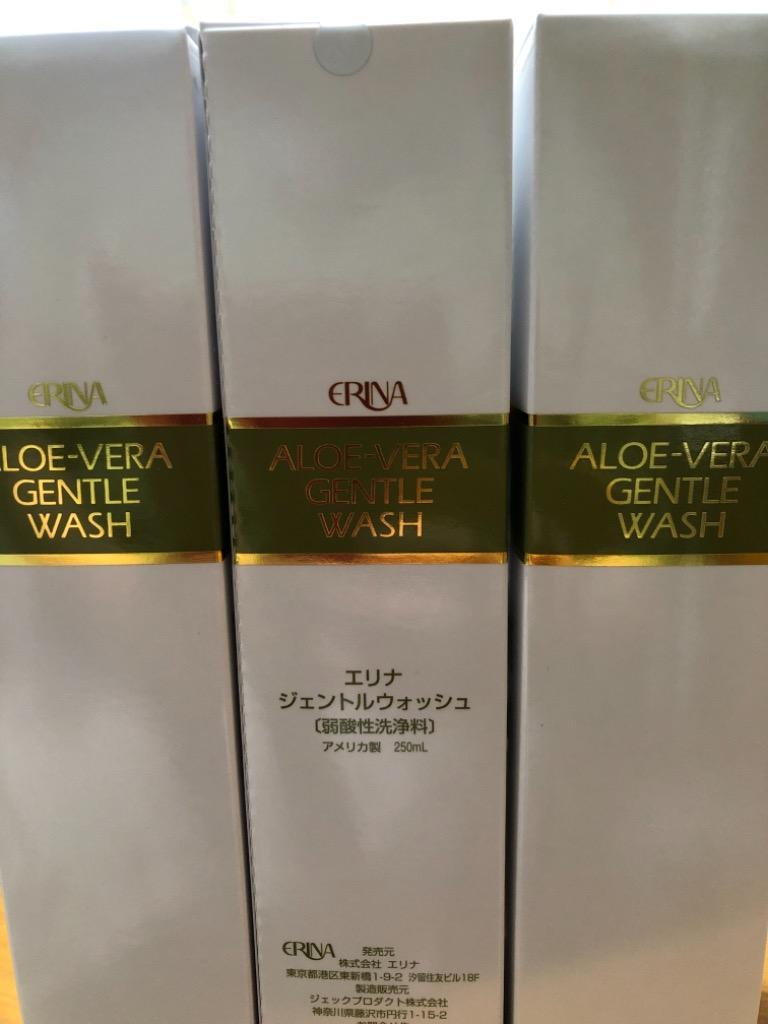 ERINA
LOE-VERA
GENTLE
WASH
ERINA
ALOE-VERA
GENTLE
WASH
エリナ
ジェントルウォッシュ
〔弱酸性洗浄料〕
アメリカ製 250mL
ERINA 発売元
株式会社 エリナ
東京都港区東新橋1-9-2 汐留住友ビル18F
製造販売元
ジェックプロダクト株式会社
神奈川県藤沢市円行1-15-2
ERINA
ALOE-VERA
GENTLE
WASH